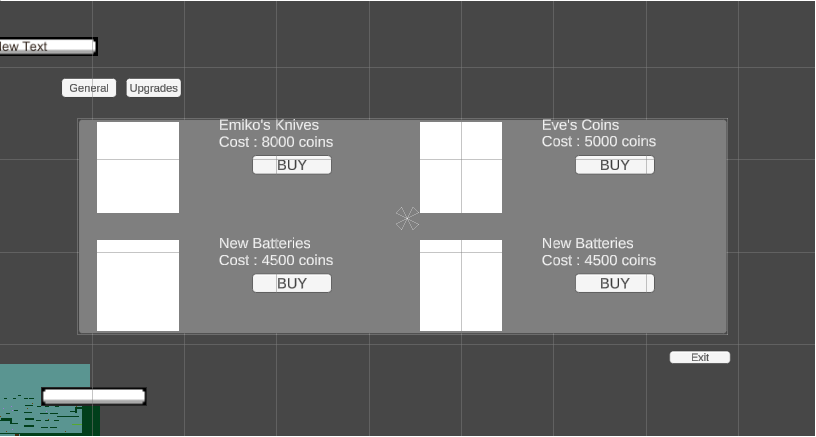 New Text
General
Upgrades
Emiko's Knives
Cost : 8000 coins
BUY
Eve's Coins
Cost : 5000 coins
BUY
New Batteries
Cost : 4500 coins
BUY
New Batteries
Cost : 4500 coins
BUY
Exit